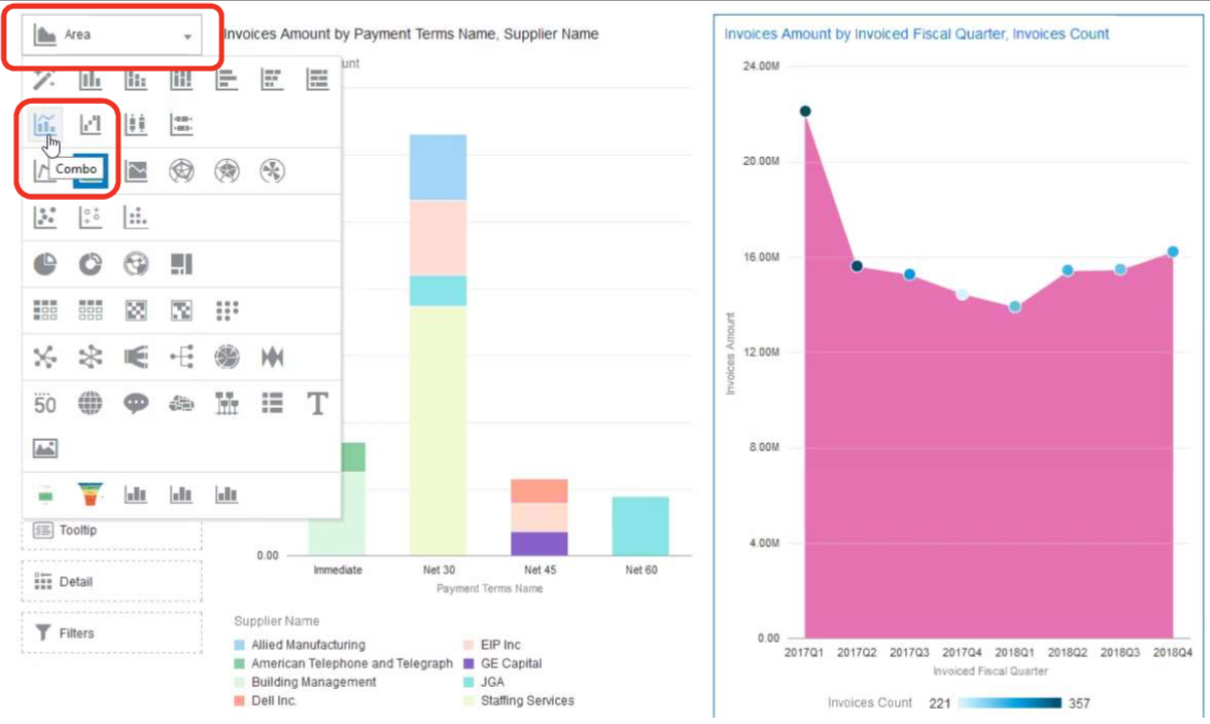 Area
Combo
50
T
Tooltip
Detail
Filters
Invoices Amount by Payment Terms Name, Supplier Name
unt
0.00
Immediate Net 30 Net 45 Net 60
Payment Terms Name
Supplier Name
Allied Manufacturing EIP Inc
American Telephone and Telegraph GE Capital
Building Management JGA
Dell Inc. Staffing Services
Invoices Amount by Invoiced Fiscal Quarter, Invoices Count
24.00M
20.00M
16.00M
12.00M
8.00M
4.00M
0.00
Invoices Amount
2017Q1 2017Q2 2017Q3 2017Q4 2018Q1 2018Q2 2018Q3 2018Q4
Invoiced Fiscal Quarter
Invoices Count 221 357